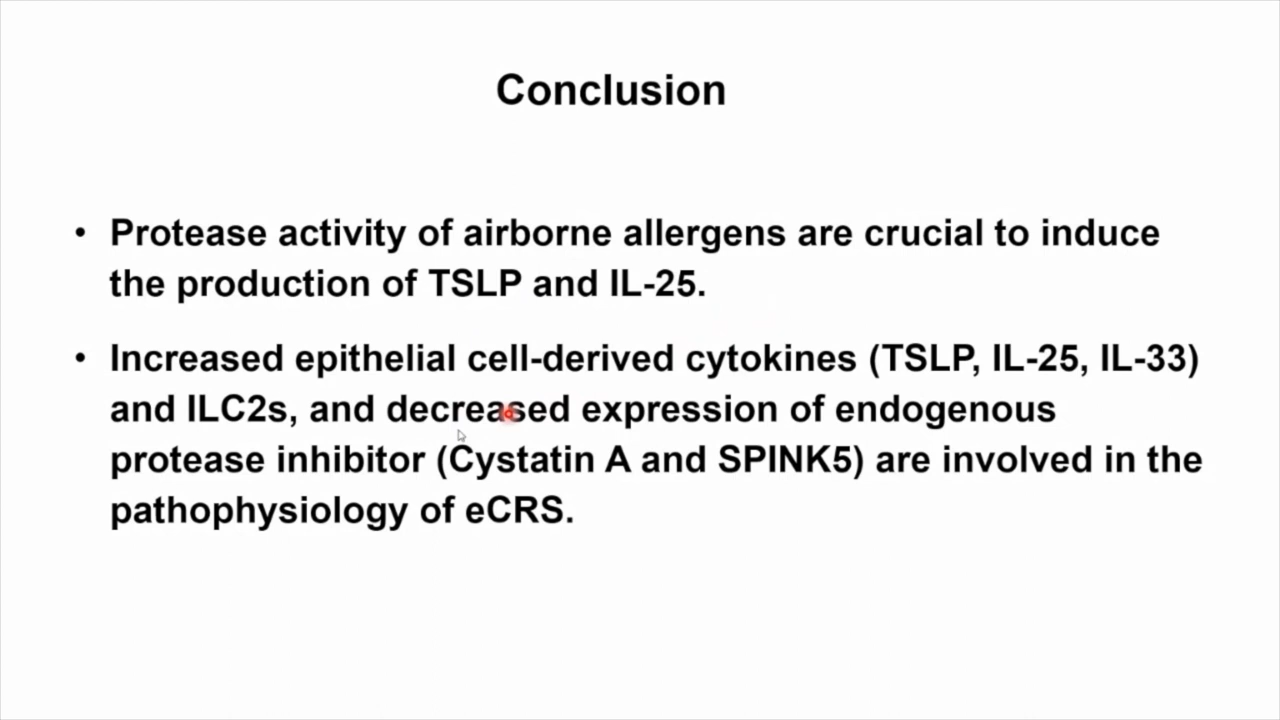 Conclusion
• Protease activity of airborne allergens are crucial to induce
the production of TSLP and IL-25.
• Increased epithelial cell-derived cytokines (TSLP, IL-25, IL-33)
and ILC2s, and decreased expression of endogenous
protease inhibitor (Cystatin A and SPINK5) are involved in the
pathophysiology of eCRS.